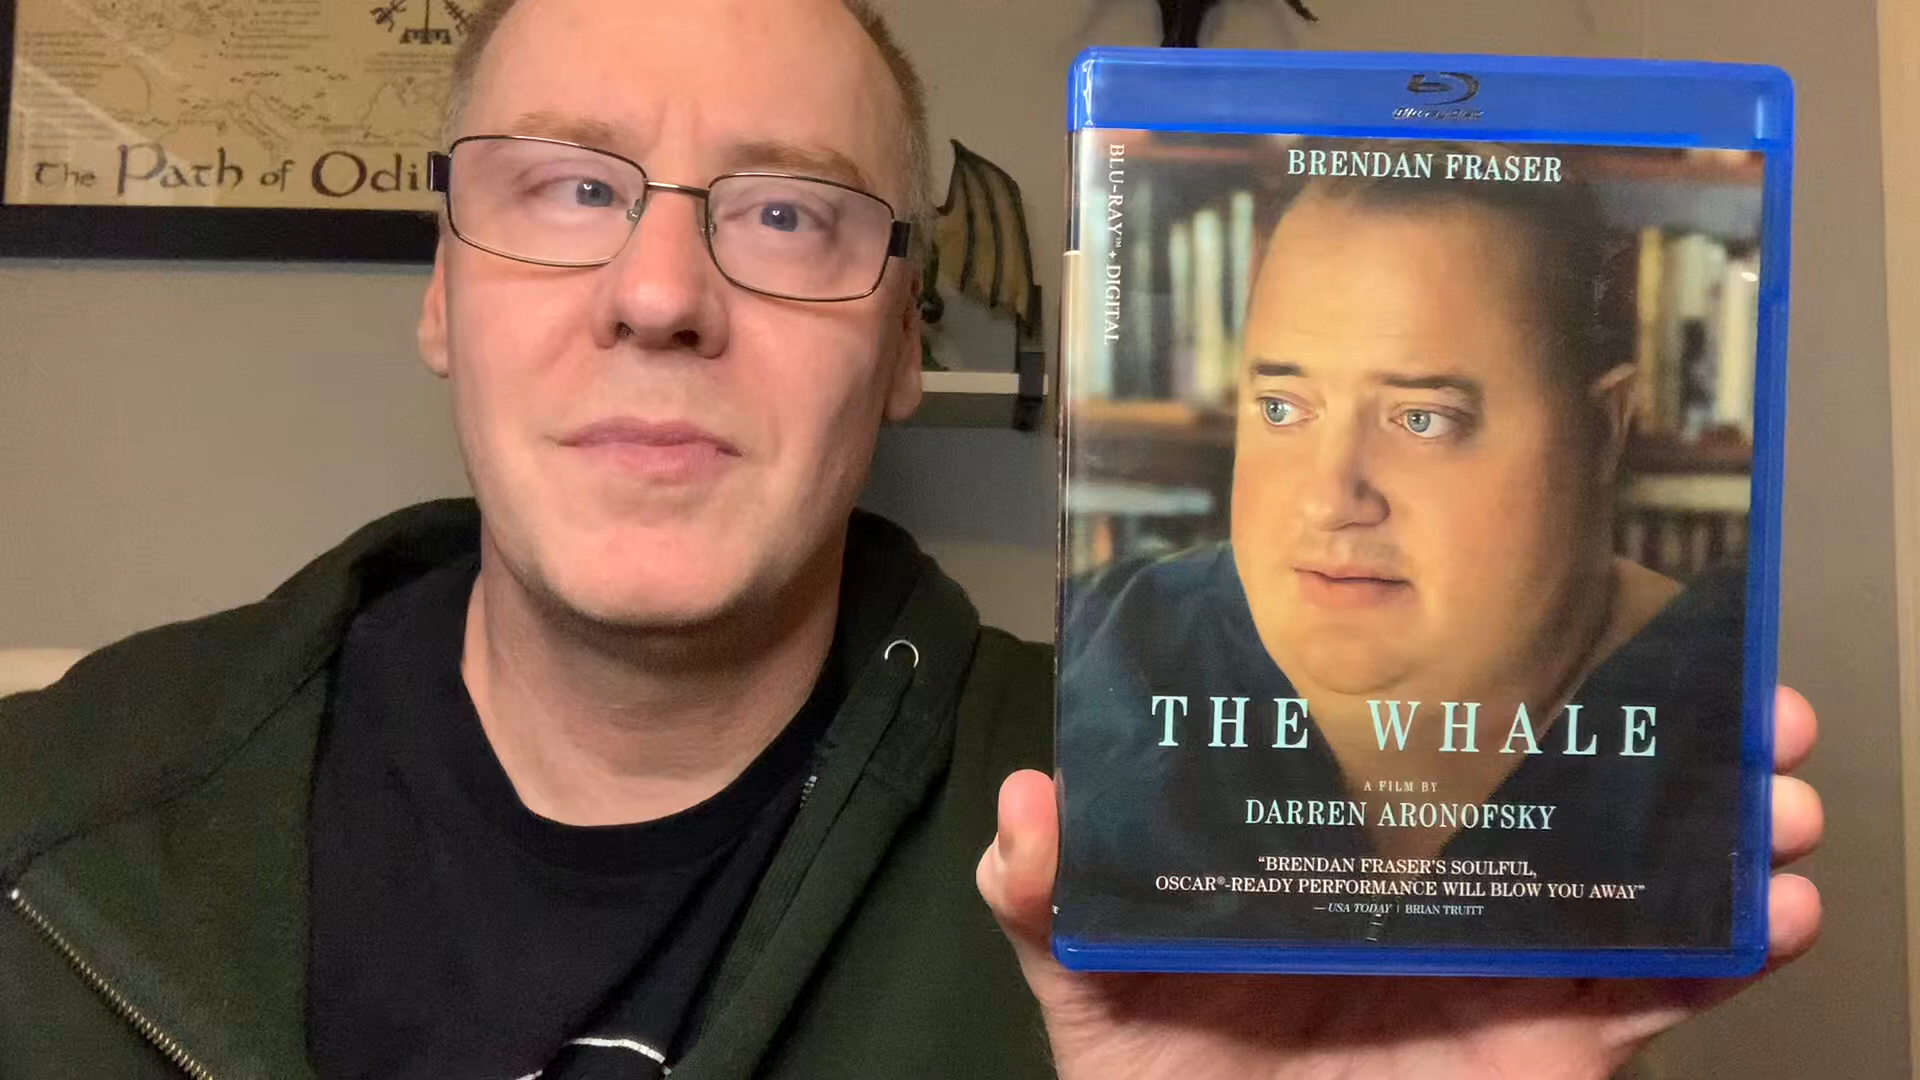 The Path of Odi
BLU-RAY™ + DIGITAL
BRENDAN FRASER
THE WHALE
A FILM BY
DARREN ARONOFSKY
“BRENDAN FRASER’S SOULFUL,
OSCAR®-READY PERFORMANCE WILL BLOW YOU AWAY”
— USA TODAY | BRIAN TRUITT